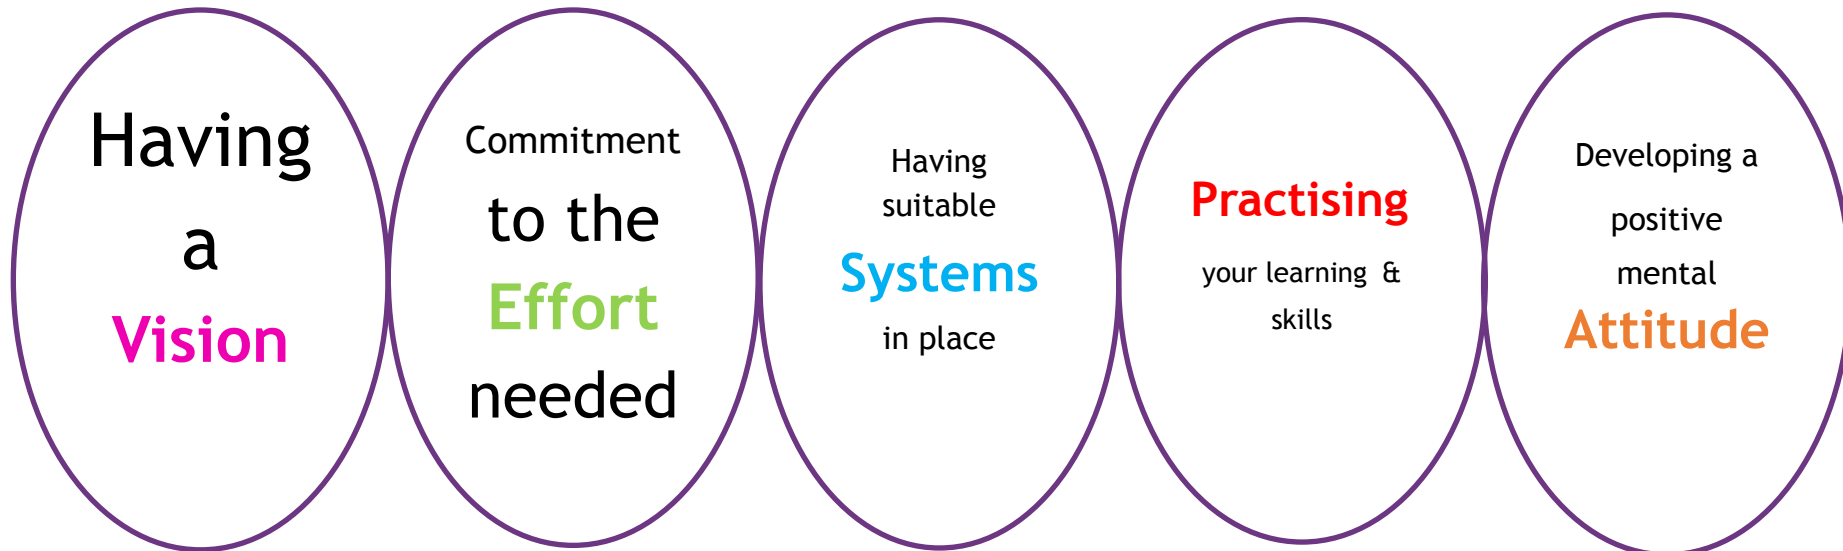 Having
a
Vision
Commitment
to the
Effort
needed
Having
suitable
Systems
in place
Practising
your learning & 
skills
Developing a
positive
mental
Attitude